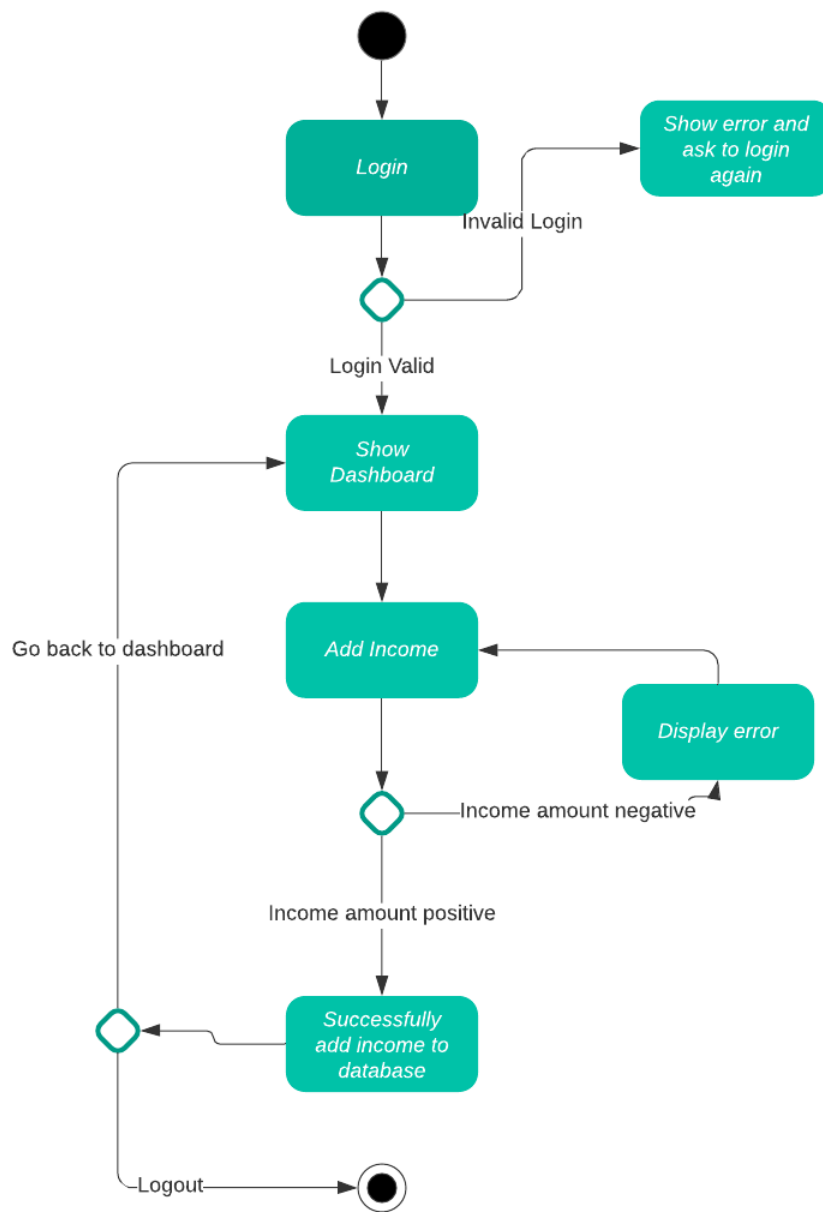 Login
Show error and
ask to login
again
Invalid Login
Login Valid
Show
Dashboard
Go back to dashboard
Add Income
Display error
Income amount negative
Income amount positive
Successfully
add income to
database
Logout